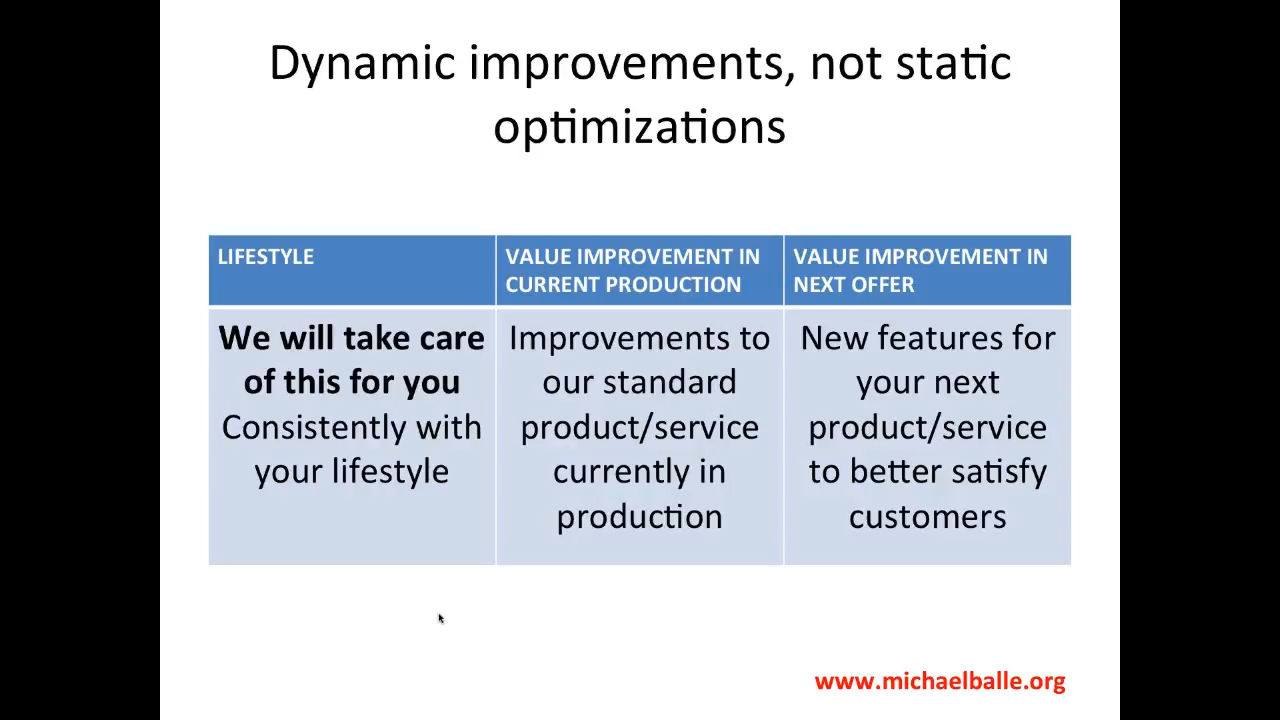 Dynamic improvements, not static
optimizations
LIFESTYLE
VALUE IMPROVEMENT IN
CURRENT PRODUCTION
VALUE IMPROVEMENT IN
NEXT OFFER
We will take care
of this for you
Consistently with
your lifestyle
Improvements to
our standard
product/service
currently in
production
New features for
your next
product/service
to better satisfy
customers
www.michaelballe.org